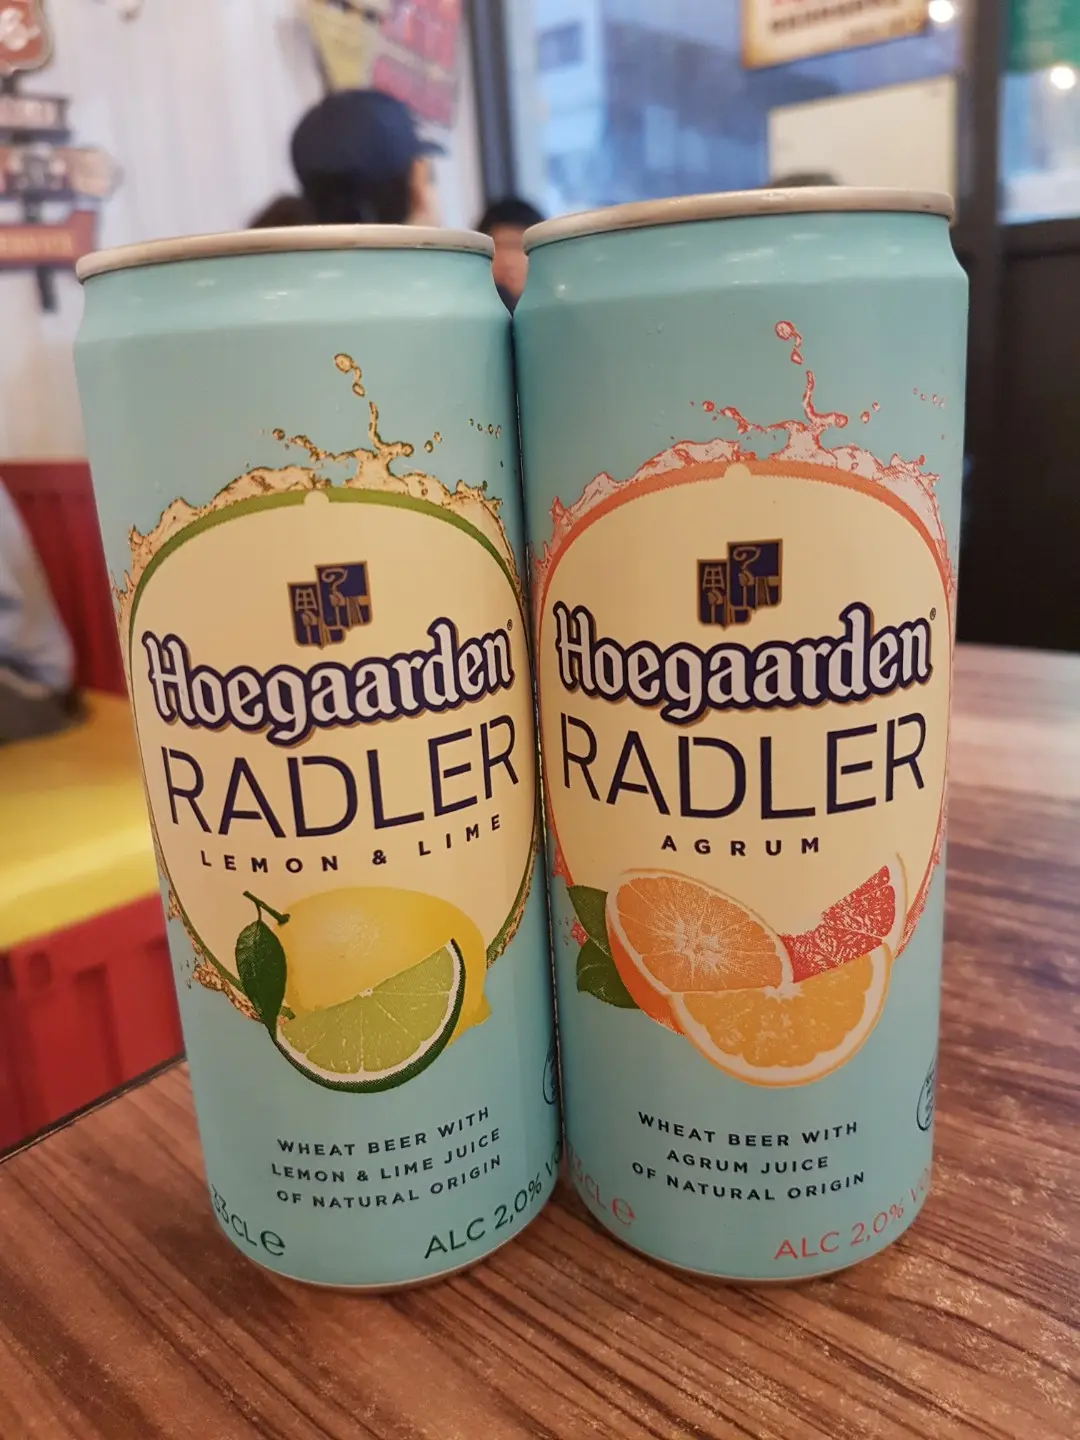 Hoegaarden®
RADLER
LEMON & LIME
WHEAT BEER WITH
LEMON & LIME JUICE
OF NATURAL ORIGIN
33CL e
ALC 2,0%
Hoegaarden®
RADLER
AGRUM
WHEAT BEER WITH
AGRUM JUICE
OF NATURAL ORIGIN
ALC 2,0%